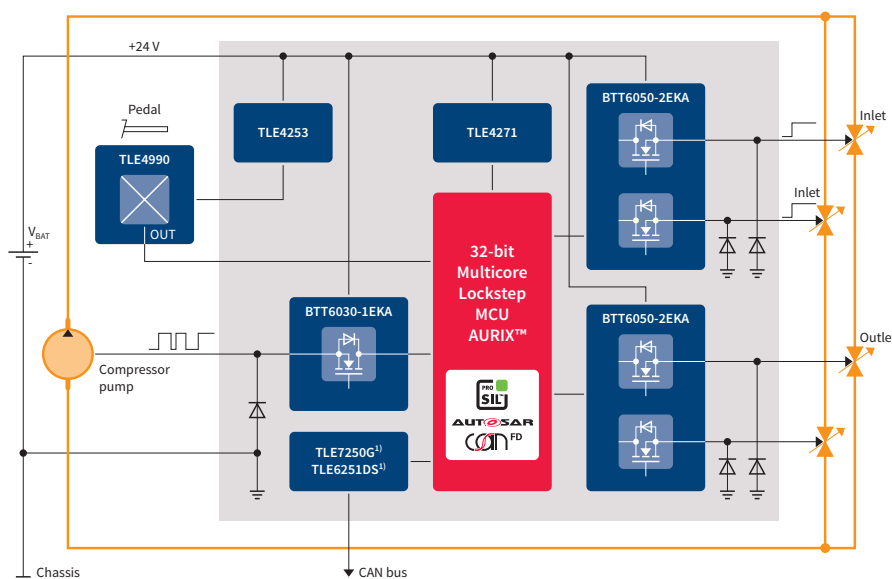 +24 V
Pedal
TLE4990
OUT
V_BAT
+
-
TLE4253
TLE4271
BTT6050-2EKA
Inlet
Inlet
32-bit
Multicore
Lockstep
MCU
AURIX™
PRO
SIL
AUTOSAR
CAN FD
BTT6030-1EKA
Compressor
pump
TLE7250G¹⁾
TLE6251DS¹⁾
BTT6050-2EKA
Outle
Chassis
CAN bus